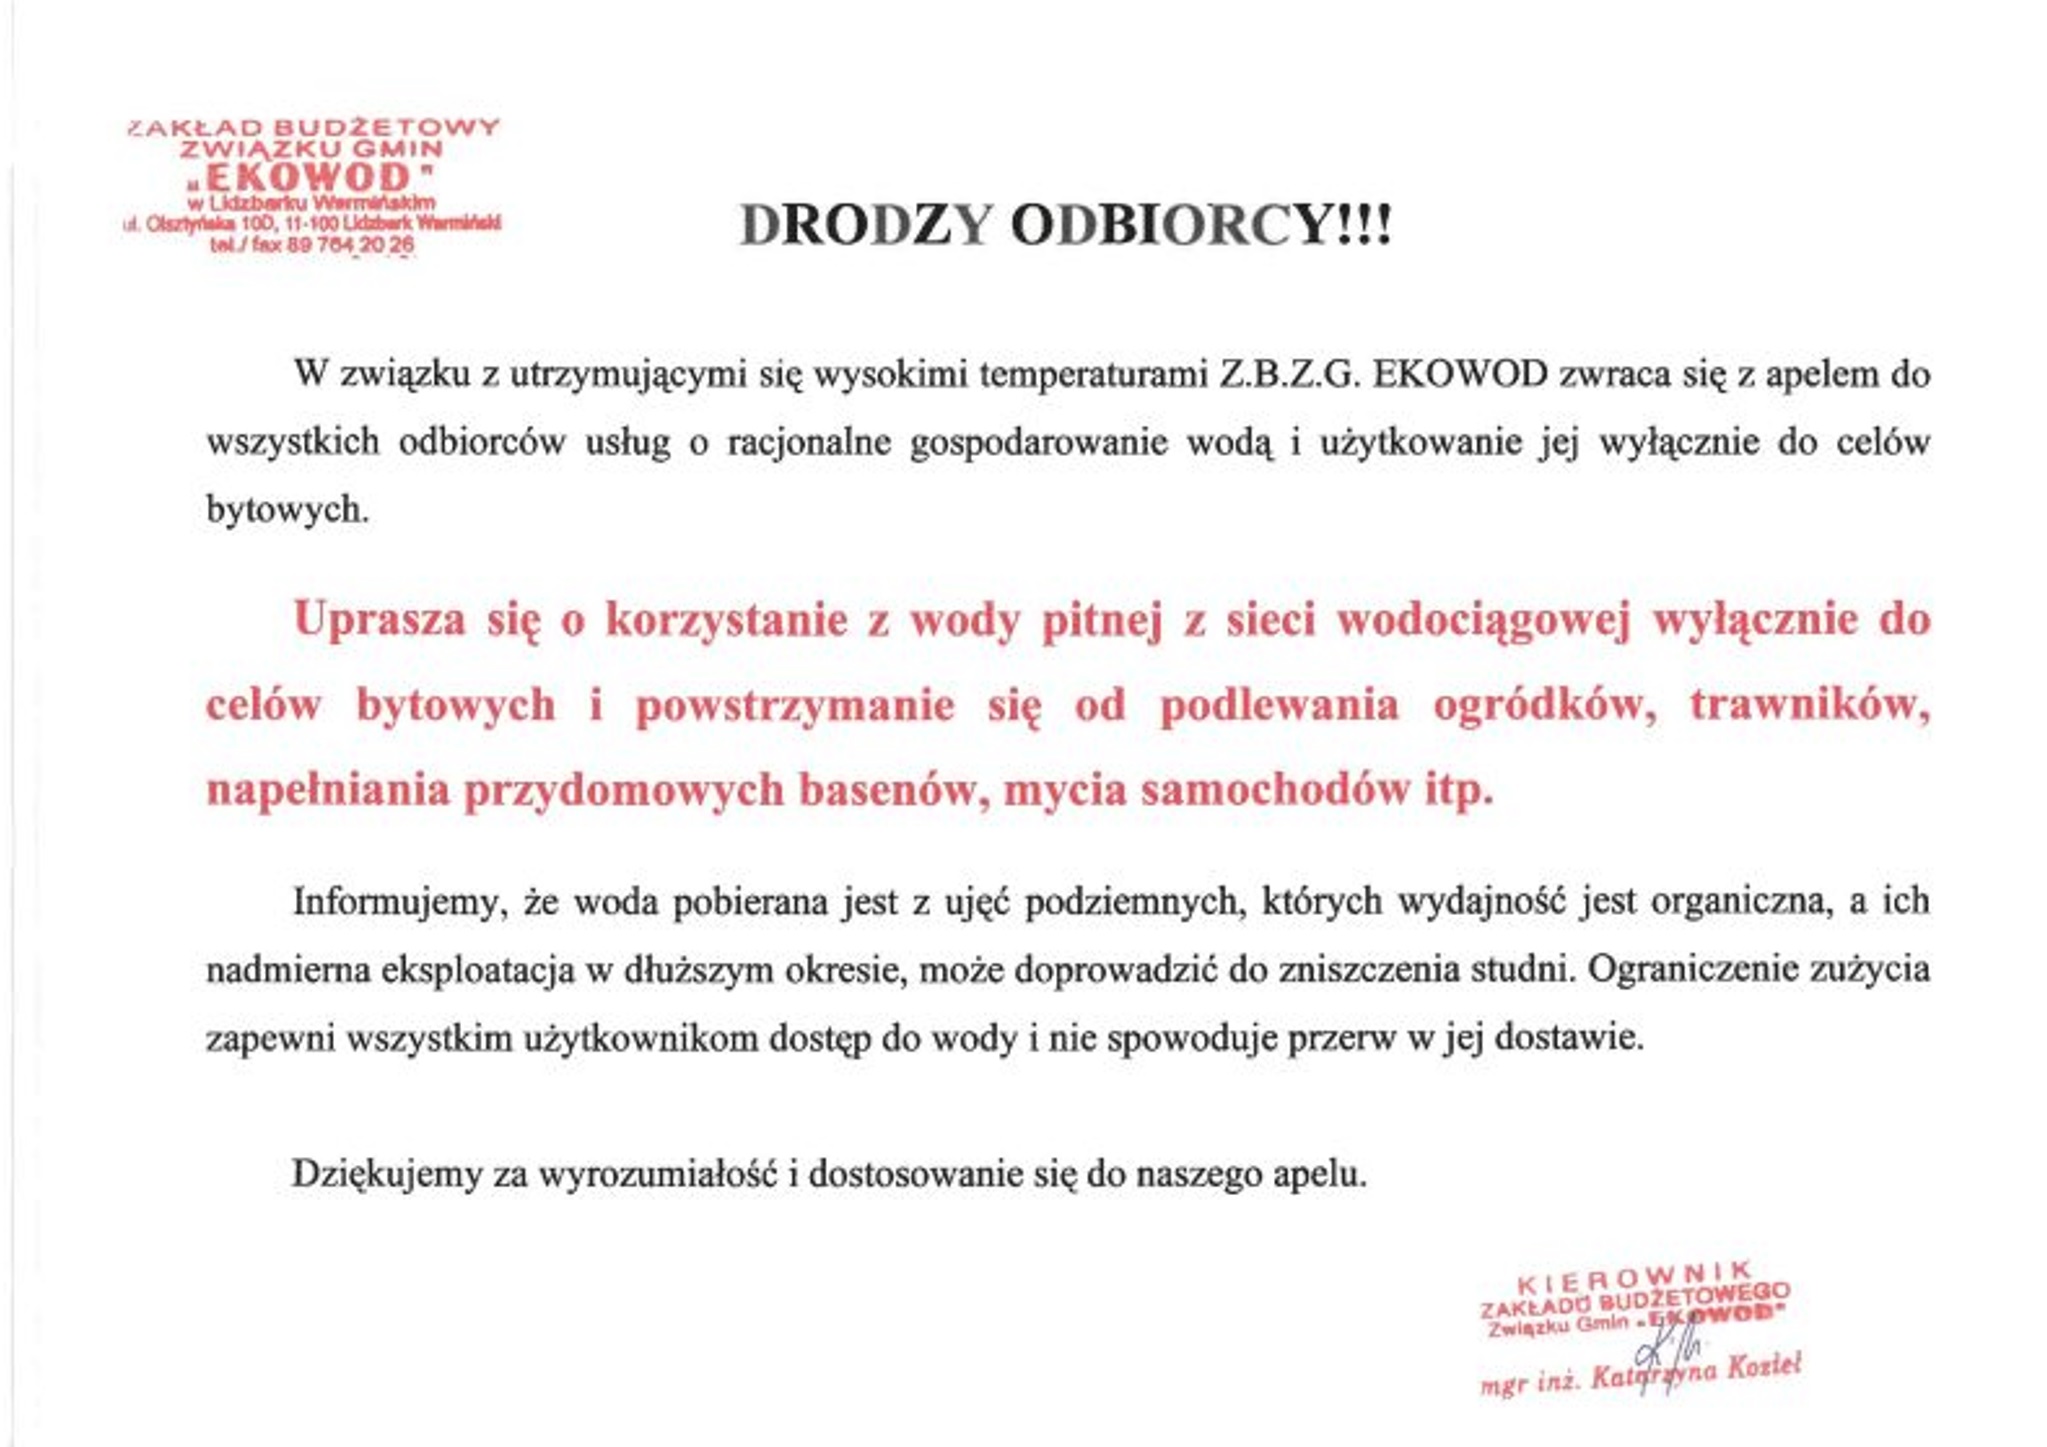 ZAKŁAD BUDŻETOWY
ZWIĄZKU GMIN
„EKOWOD"
w Lidzbarku Warmińskim
ul. Olsztyńska 10D, 11-100 Lidzbark Warmiński
tel./ fax 89 764 20 26
DRODZY ODBIORCY!!!
W związku z utrzymującymi się wysokimi temperaturami Z.B.Z.G. EKOWOD zwraca się z apelem do
wszystkich odbiorców usług o racjonalne gospodarowanie wodą i użytkowanie jej wyłącznie do celów
bytowych.
Uprasza się o korzystanie z wody pitnej z sieci wodociągowej wyłącznie do
celów bytowych i powstrzymanie się od podlewania ogródków, trawników,
napełniania przydomowych basenów, mycia samochodów itp.
Informujemy, że woda pobierana jest z ujęć podziemnych, których wydajność jest organiczna, a ich
nadmierna eksploatacja w dłuższym okresie, może doprowadzić do zniszczenia studni. Ograniczenie zużycia
zapewni wszystkim użytkownikom dostęp do wody i nie spowoduje przerw w jej dostawie.
Dziękujemy za wyrozumiałość i dostosowanie się do naszego apelu.
KIEROWNIK
ZAKŁADU BUDŻETOWEGO
Związku Gmin „EKOWOD"
mgr inż. Katarzyna Kozieł